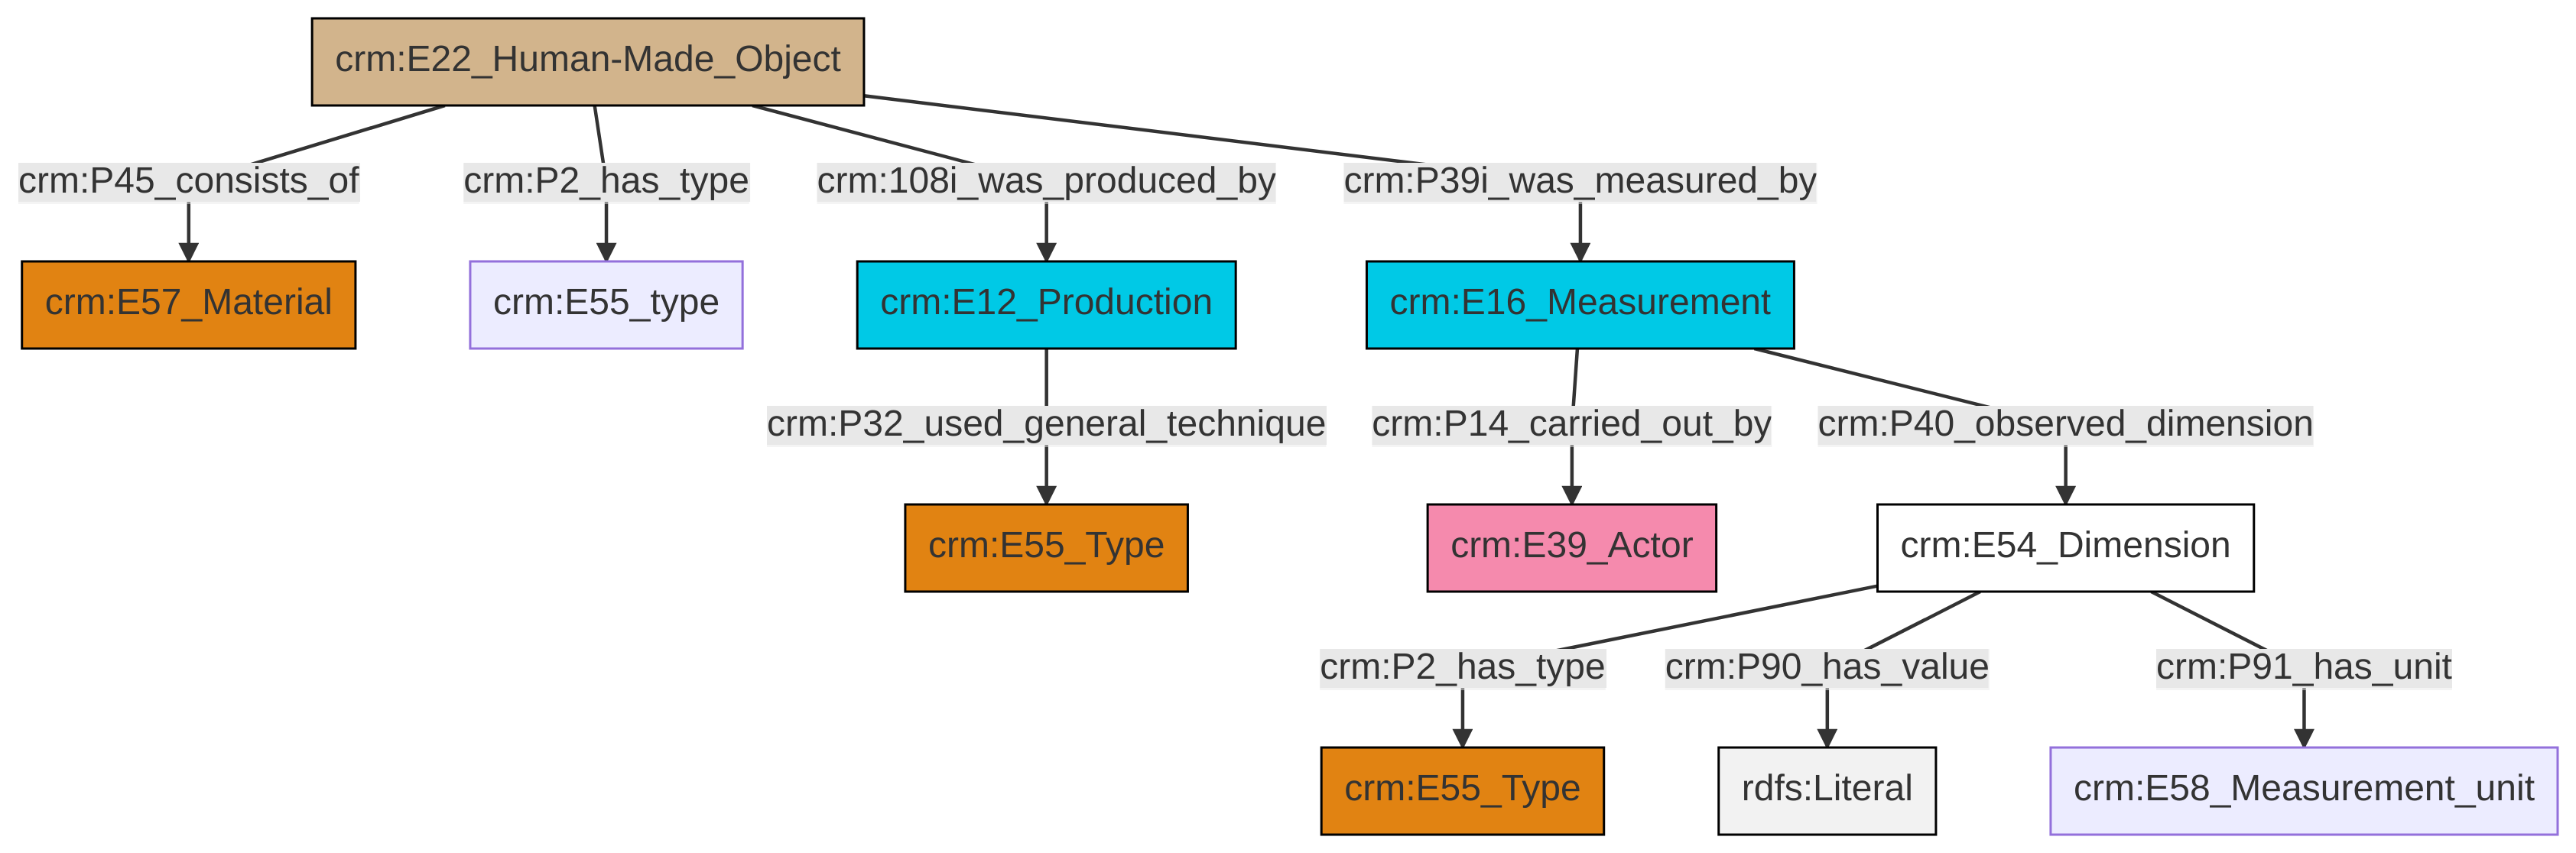 crm:E22_Human-Made_Object
crm:P45_consists_of
crm:P2_has_type
crm:108i_was_produced_by
crm:P39i_was_measured_by
crm:E57_Material
crm:E55_type
crm:E12_Production
crm:E16_Measurement
crm:P32_used_general_technique
crm:P14_carried_out_by
crm:P40_observed_dimension
crm:E55_Type
crm:E39_Actor
crm:E54_Dimension
crm:P2_has_type
crm:P90_has_value
crm:P91_has_unit
crm:E55_Type
rdfs:Literal
crm:E58_Measurement_unit